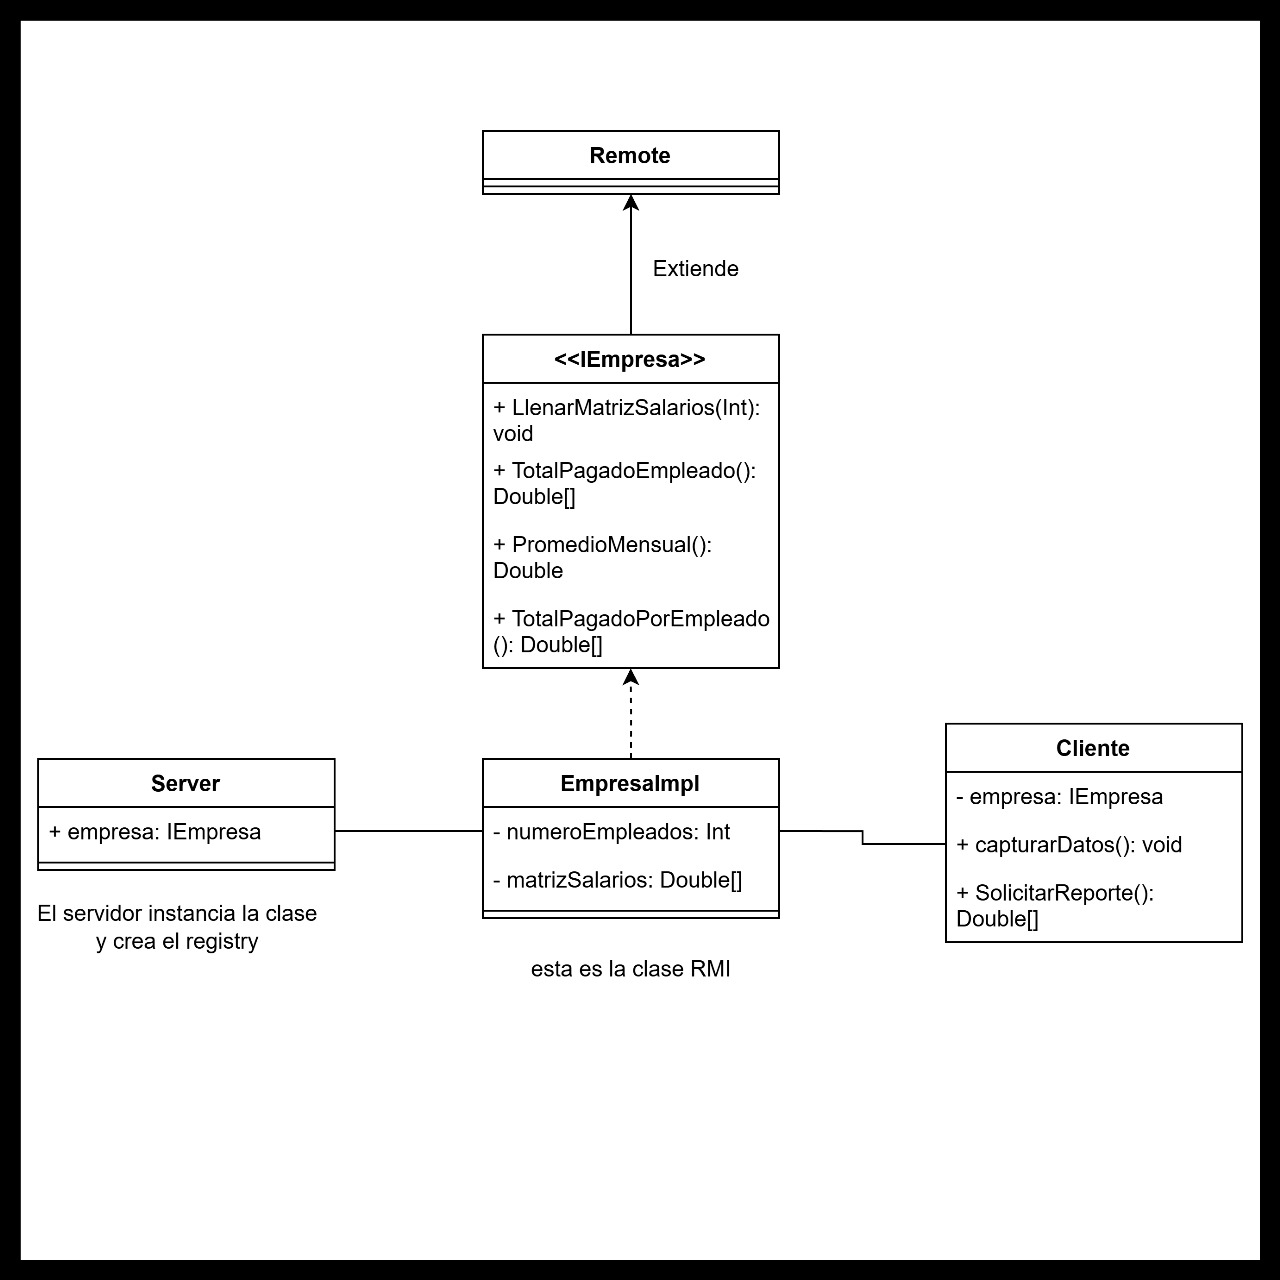 Remote
Extiende
<<IEmpresa>>
+ LlenarMatrizSalarios(Int):
void
+ TotalPagadoEmpleado():
Double[]
+ PromedioMensual():
Double
+ TotalPagadoPorEmpleado
(): Double[]
Server
+ empresa: IEmpresa
El servidor instancia la clase
y crea el registry
EmpresaImpl
- numeroEmpleados: Int
- matrizSalarios: Double[]
esta es la clase RMI
Cliente
- empresa: IEmpresa
+ capturarDatos(): void
+ SolicitarReporte():
Double[]